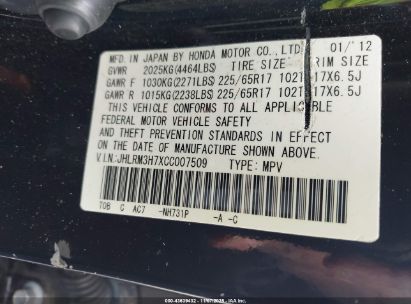 MFD. IN JAPAN BY HONDA MOTOR CO., LTD. 01/'12
GVWR 2025KG(4464LBS) TIRE SIZE RIM SIZE
GAWR F 1030KG(2271LBS) 225/65R17 102T 17X6.5J
GAWR R 1015KG(2238LBS) 225/65R17 102T 17X6.5J
THIS VEHICLE CONFORMS TO ALL APPLICABLE
FEDERAL MOTOR VEHICLE SAFETY
AND THEFT PREVENTION STANDARDS IN EFFECT
ON THE DATE OF MANUFACTURE SHOWN ABOVE.
V.I.N.:JHLRM3H7XCC007509 TYPE: MPV
TOB C AC7 -NH731P -A -C